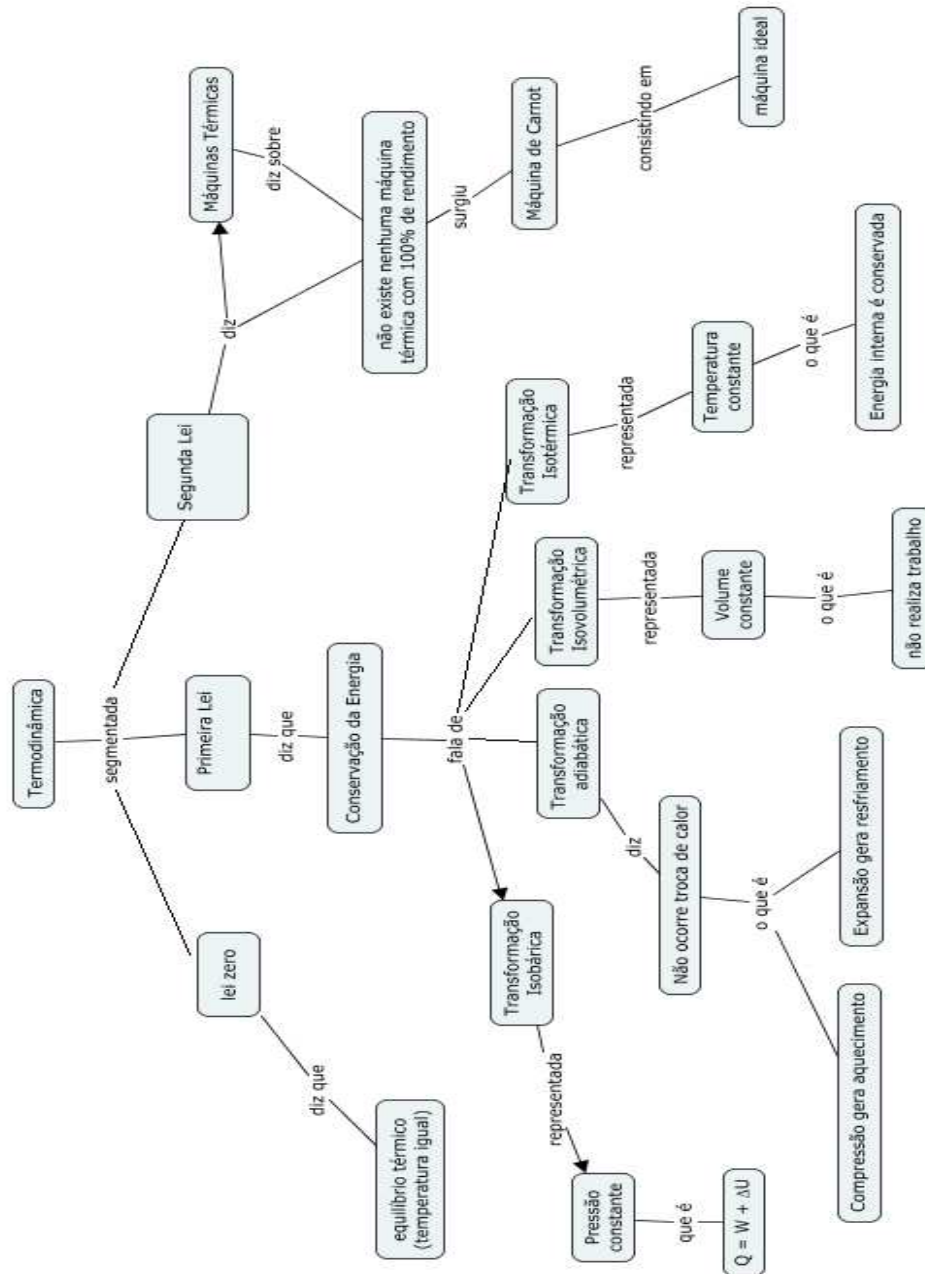 Termodinâmica
segmentada
lei zero
diz que
equilíbrio térmico
(temperatura igual)
Primeira Lei
diz que
Conservação da Energia
fala de
Transformação
Isobárica
representada
Pressão
constante
que é
Q = W + ΔU
Transformação
adiabática
diz
Não ocorre troca de calor
o que é
Compressão gera aquecimento
Expansão gera resfriamento
Transformação
Isovolumétrica
representada
Volume
constante
o que é
não realiza trabalho
Transformação
Isotérmica
representada
Temperatura
constante
o que é
Energia interna é conservada
Segunda Lei
diz
Máquinas Térmicas
diz sobre
não existe nenhuma máquina
térmica com 100% de rendimento
surgiu
Máquina de Carnot
consistindo em
máquina ideal